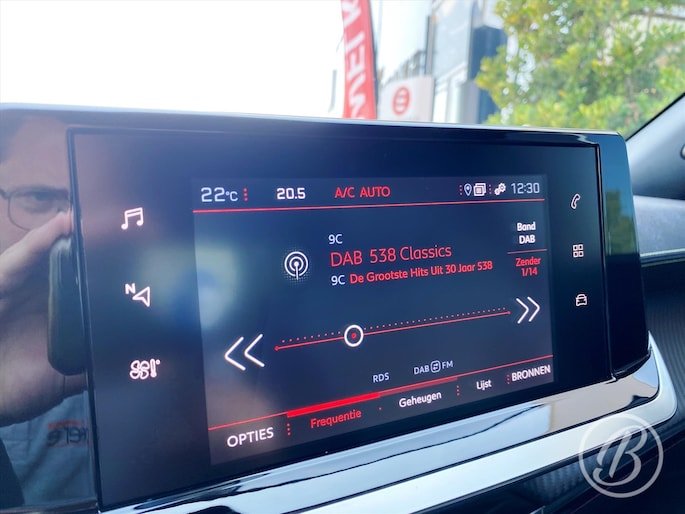 22°C
20.5
A/C AUTO
12:30
9C
DAB 538 Classics
9C De Grootste Hits Uit 30 Jaar 538
Band
DAB
Zender
1/14
N
RDS
DAB FM
OPTIES
Frequentie
Geheugen
Lijst
BRONNEN
B